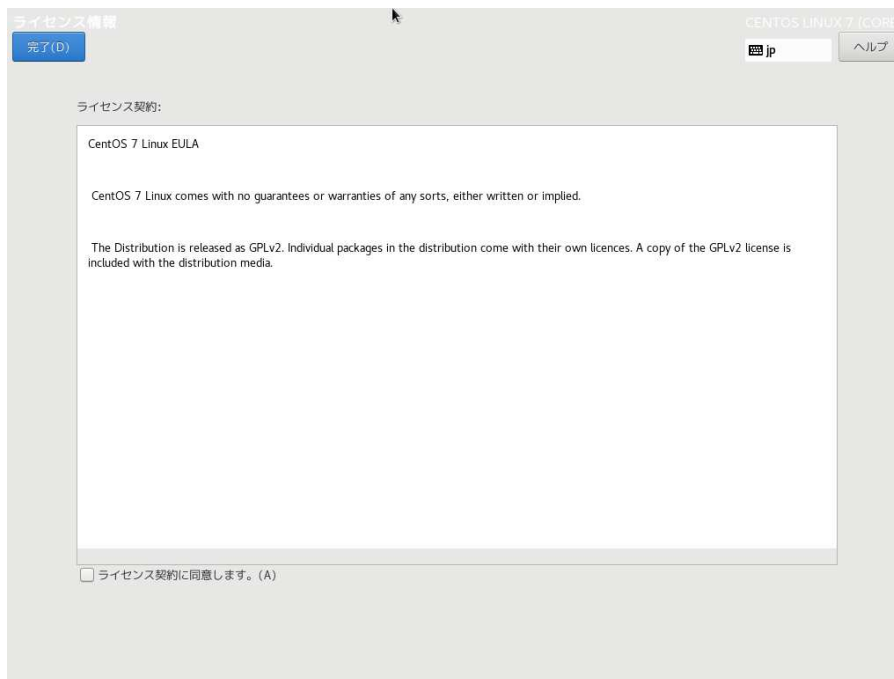 ライセンス情報
CENTOS LINUX 7 (CORE
完了(D)
jp
ヘルプ
ライセンス契約:
CentOS 7 Linux EULA
CentOS 7 Linux comes with no guarantees or warranties of any sorts, either written or implied.
The Distribution is released as GPLv2. Individual packages in the distribution come with their own licences. A copy of the GPLv2 license is
included with the distribution media.
ライセンス契約に同意します。(A)